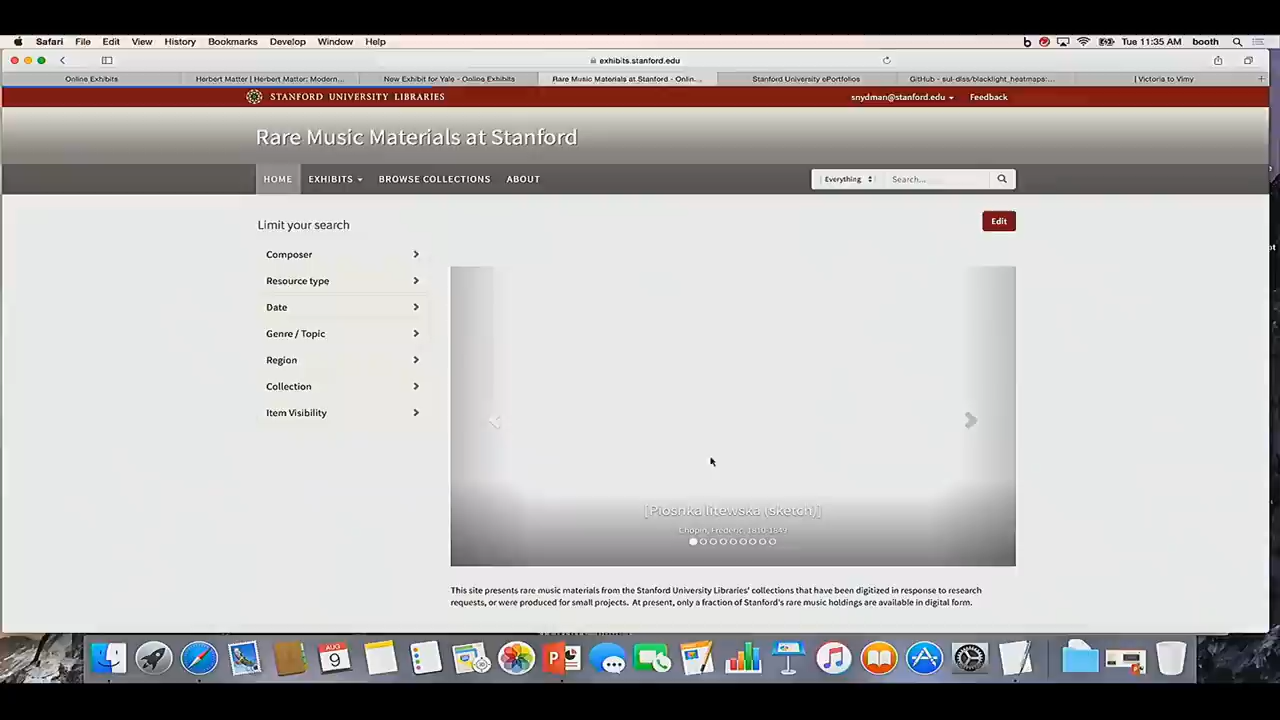 Safari File Edit View History Bookmarks Develop Window Help
Tue 11:35 AM booth
exhibits.stanford.edu
Online Exhibits
Herbert Matter | Herbert Matter: Modern...
New Exhibit for Yale - Online Exhibits
Rare Music Materials at Stanford - Onlin...
Stanford University ePortfolios
GitHub - sul-dlss/blacklight_heatmaps:...
| Victoria to Vimy
STANFORD UNIVERSITY LIBRARIES
snydman@stanford.edu
Feedback
Rare Music Materials at Stanford
HOME EXHIBITS BROWSE COLLECTIONS ABOUT
Everything
Search...
Limit your search
Edit
Composer
Resource type
Date
Genre / Topic
Region
Collection
Item Visibility
[Piosnka litewska (sketch)]
Chopin, Frédéric, 1810-1849
This site presents rare music materials from the Stanford University Libraries' collections that have been digitized in response to research
requests, or were produced for small projects. At present, only a fraction of Stanford's rare music holdings are available in digital form.
AUG
9